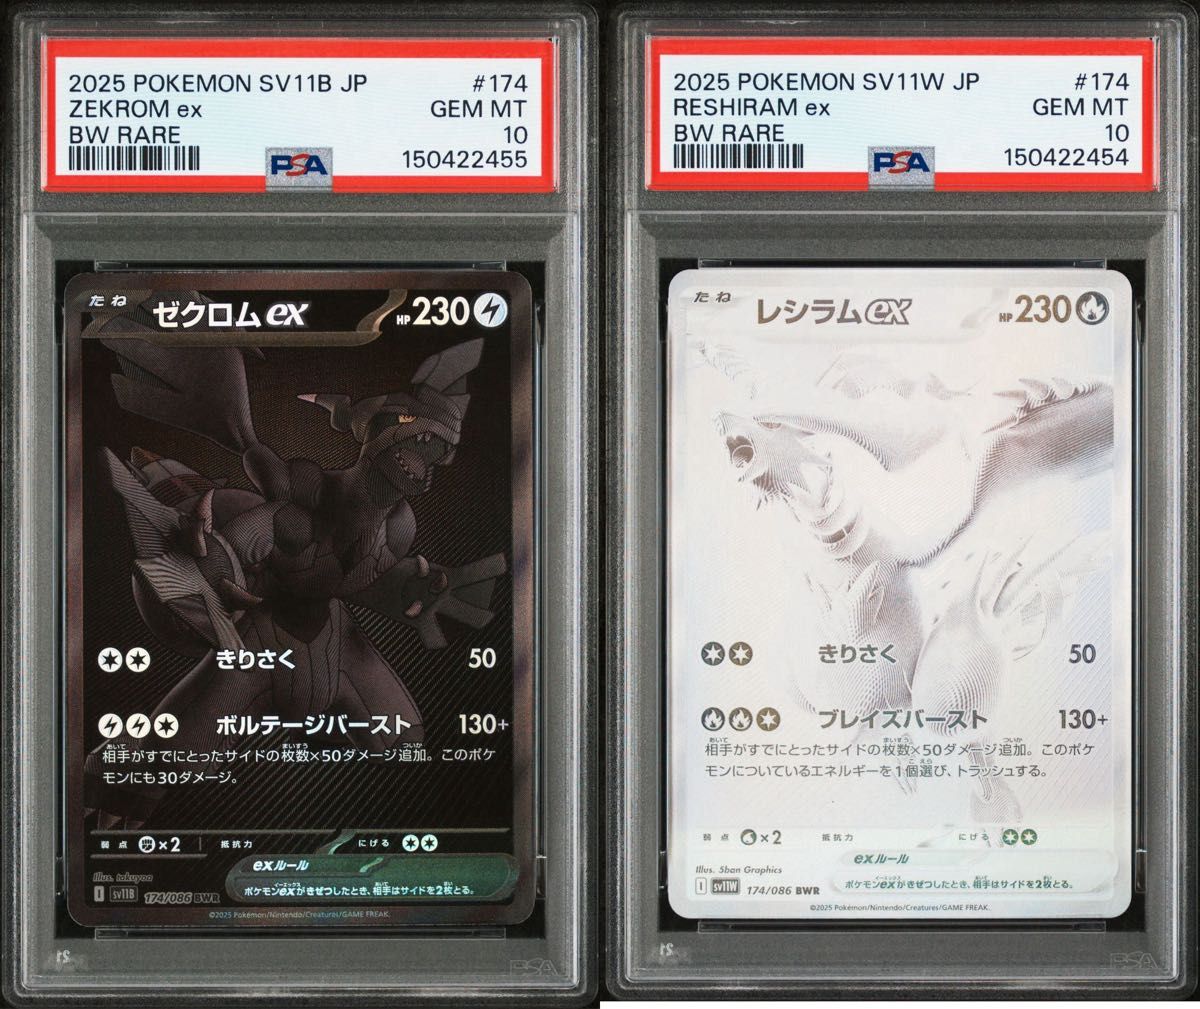 2025 POKEMON SV11B JP #174
ZEKROM ex GEM MT
BW RARE 10
PSA 150422455
たね ゼクロムex HP230
きりさく 50
ボルテージバースト 130+
相手がすでにとったサイドの枚数×50ダメージ追加。このポケ
モンにも30ダメージ。
弱点 ×2 抵抗力 にげる
exルール
ポケモンexがきぜつしたとき、相手はサイドを2枚とる。
Illus. takuyoa
I sv11B 174/086 BWR
©2025 Pokémon/Nintendo/Creatures/GAME FREAK.
PSA
2025 POKEMON SV11W JP #174
RESHIRAM ex GEM MT
BW RARE 10
PSA 150422454
たね レシラムex HP230
きりさく 50
ブレイズバースト 130+
相手がすでにとったサイドの枚数×50ダメージ追加。このポケ
モンについているエネルギーを1個選び、トラッシュする。
弱点 ×2 抵抗力 にげる
exルール
ポケモンexがきぜつしたとき、相手はサイドを2枚とる。
Illus. 5ban Graphics
I sv11W 174/086 BWR
©2025 Pokémon/Nintendo/Creatures/GAME FREAK.
PSA